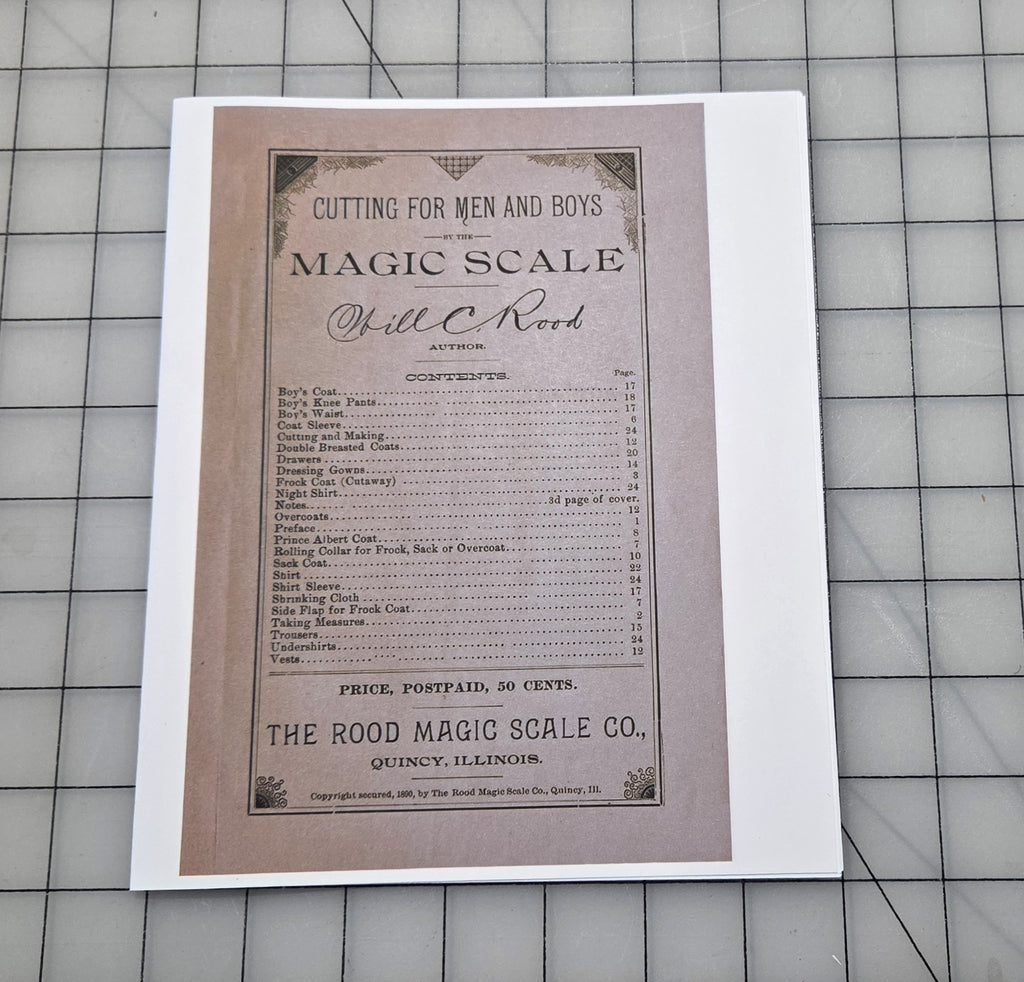 CUTTING FOR MEN AND BOYS
BY THE
MAGIC SCALE
Will C. Rood
AUTHOR.
CONTENTS.
Page.
Boy's Coat 17
Boy's Knee Pants 18
Boy's Waist 17
Coat Sleeve 6
Cutting and Making 24
Double Breasted Coats 12
Drawers 20
Dressing Gowns 14
Frock Coat (Cutaway) 3
Night Shirt 24
Notes 3d page of cover.
Overcoats 12
Preface 1
Prince Albert Coat 8
Rolling Collar for Frock, Sack or Overcoat 7
Sack Coat 10
Shirt 22
Shirt Sleeve 24
Shrinking Cloth 17
Side Flap for Frock Coat 7
Taking Measures 2
Trousers 15
Undershirts 24
Vests 12
PRICE, POSTPAID, 50 CENTS.
THE ROOD MAGIC SCALE CO.,
QUINCY, ILLINOIS.
Copyright secured, 1890, by The Rood Magic Scale Co., Quincy, Ill.